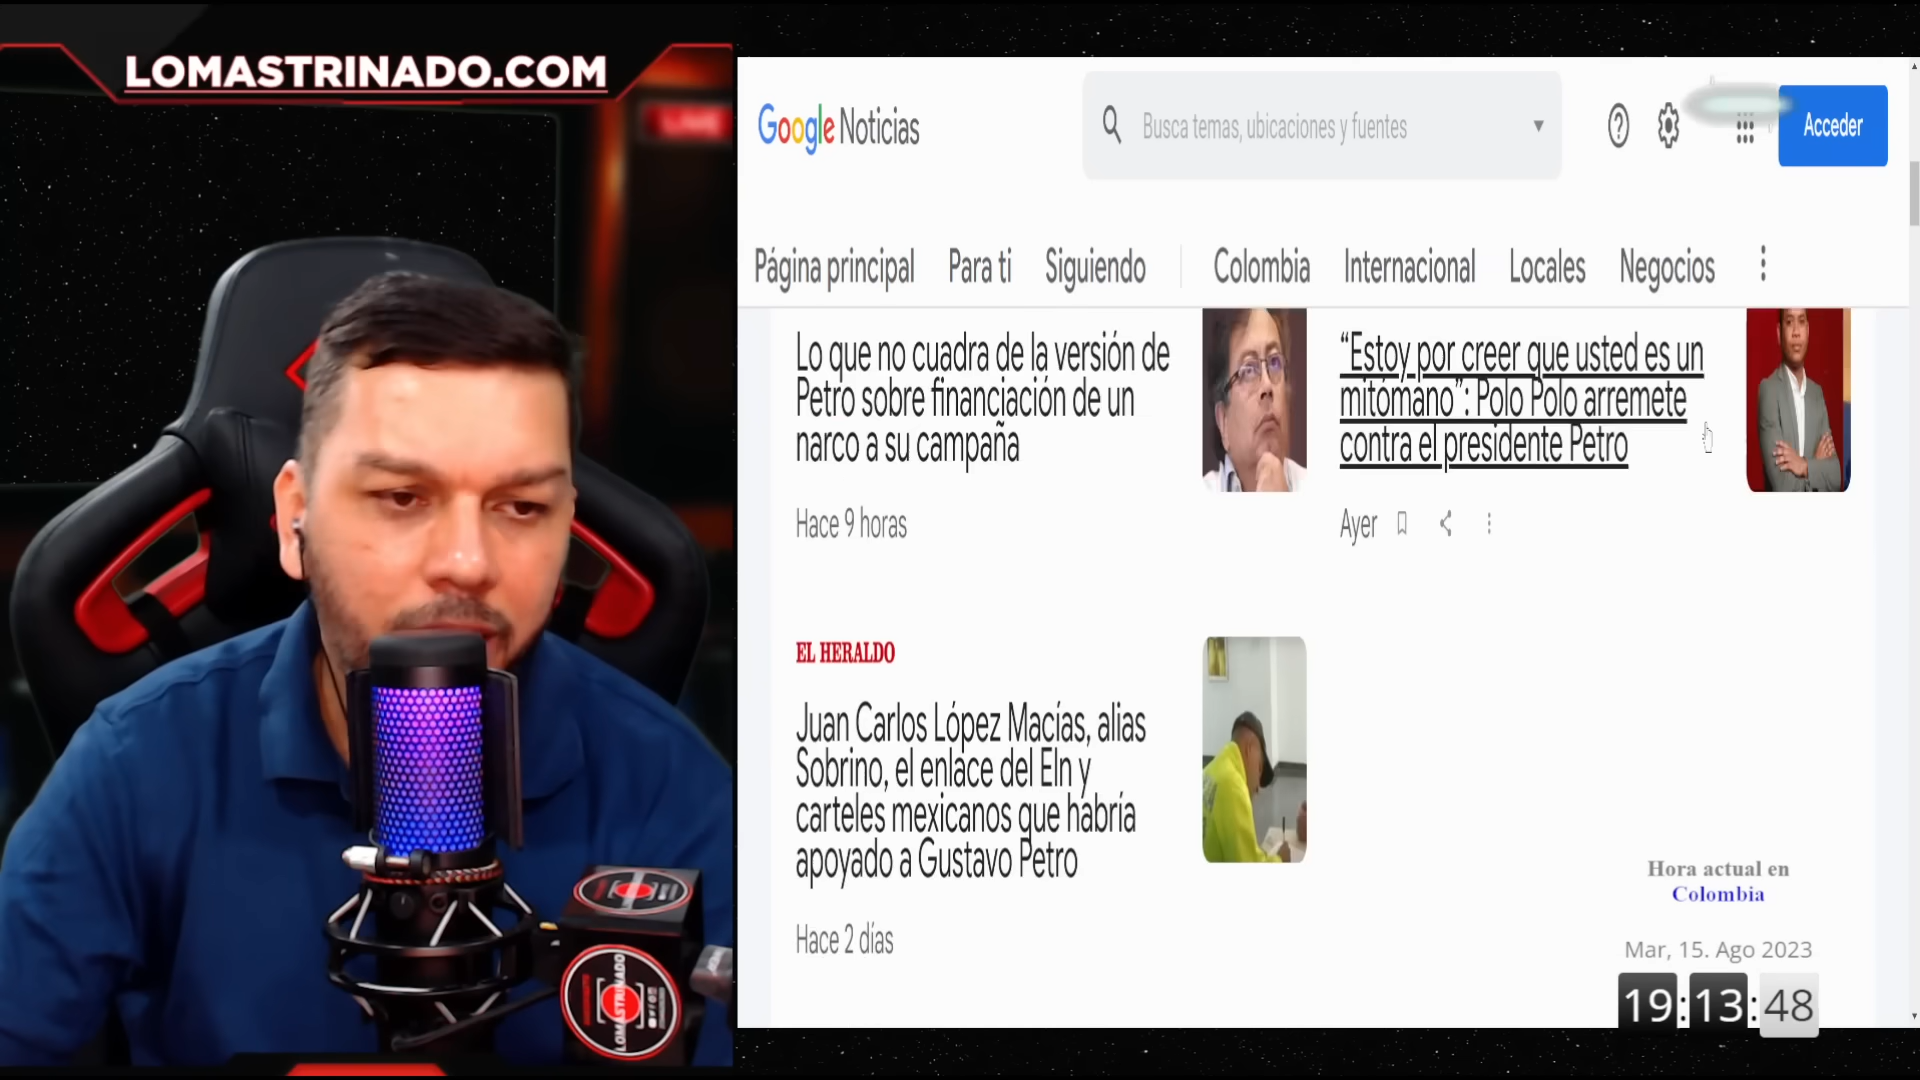 LOMASTRINADO.COM
LIVE
Google Noticias
Busca temas, ubicaciones y fuentes
Acceder
Página principal
Para ti
Siguiendo
Colombia
Internacional
Locales
Negocios
Lo que no cuadra de la versión de
Petro sobre financiación de un
narco a su campaña
Hace 9 horas
“Estoy por creer que usted es un
mitómano”: Polo Polo arremete
contra el presidente Petro
Ayer
EL HERALDO
Juan Carlos López Macías, alias
Sobrino, el enlace del Eln y
carteles mexicanos que habría
apoyado a Gustavo Petro
Hace 2 días
Hora actual en
Colombia
Mar, 15. Ago 2023
19:13:48
LOMASTRINADO